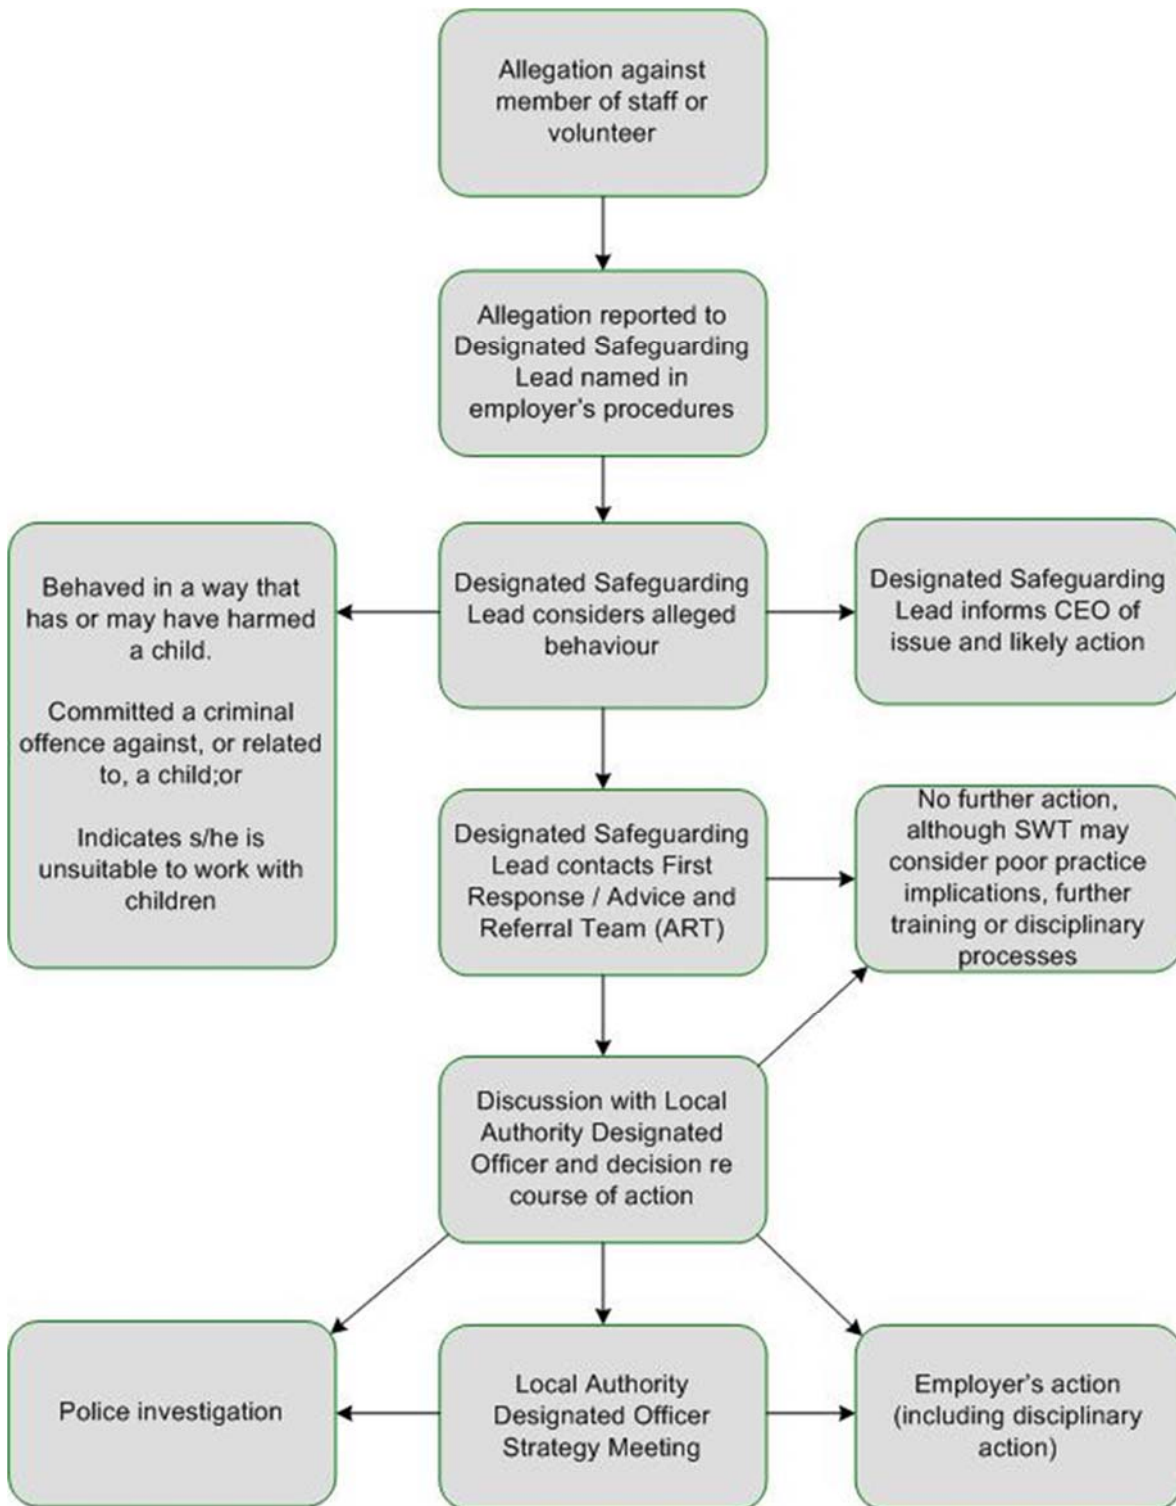 Allegation against
member of staff or
volunteer
Allegation reported to
Designated Safeguarding
Lead named in
employer's procedures
Behaved in a way that
has or may have harmed
a child.
Committed a criminal
offence against, or related
to, a child;or
Indicates s/he is
unsuitable to work with
children
Designated Safeguarding
Lead considers alleged
behaviour
Designated Safeguarding
Lead informs CEO of
issue and likely action
Designated Safeguarding
Lead contacts First
Response / Advice and
Referral Team (ART)
No further action,
although SWT may
consider poor practice
implications, further
training or disciplinary
processes
Discussion with Local
Authority Designated
Officer and decision re
course of action
Police investigation
Local Authority
Designated Officer
Strategy Meeting
Employer's action
(including disciplinary
action)